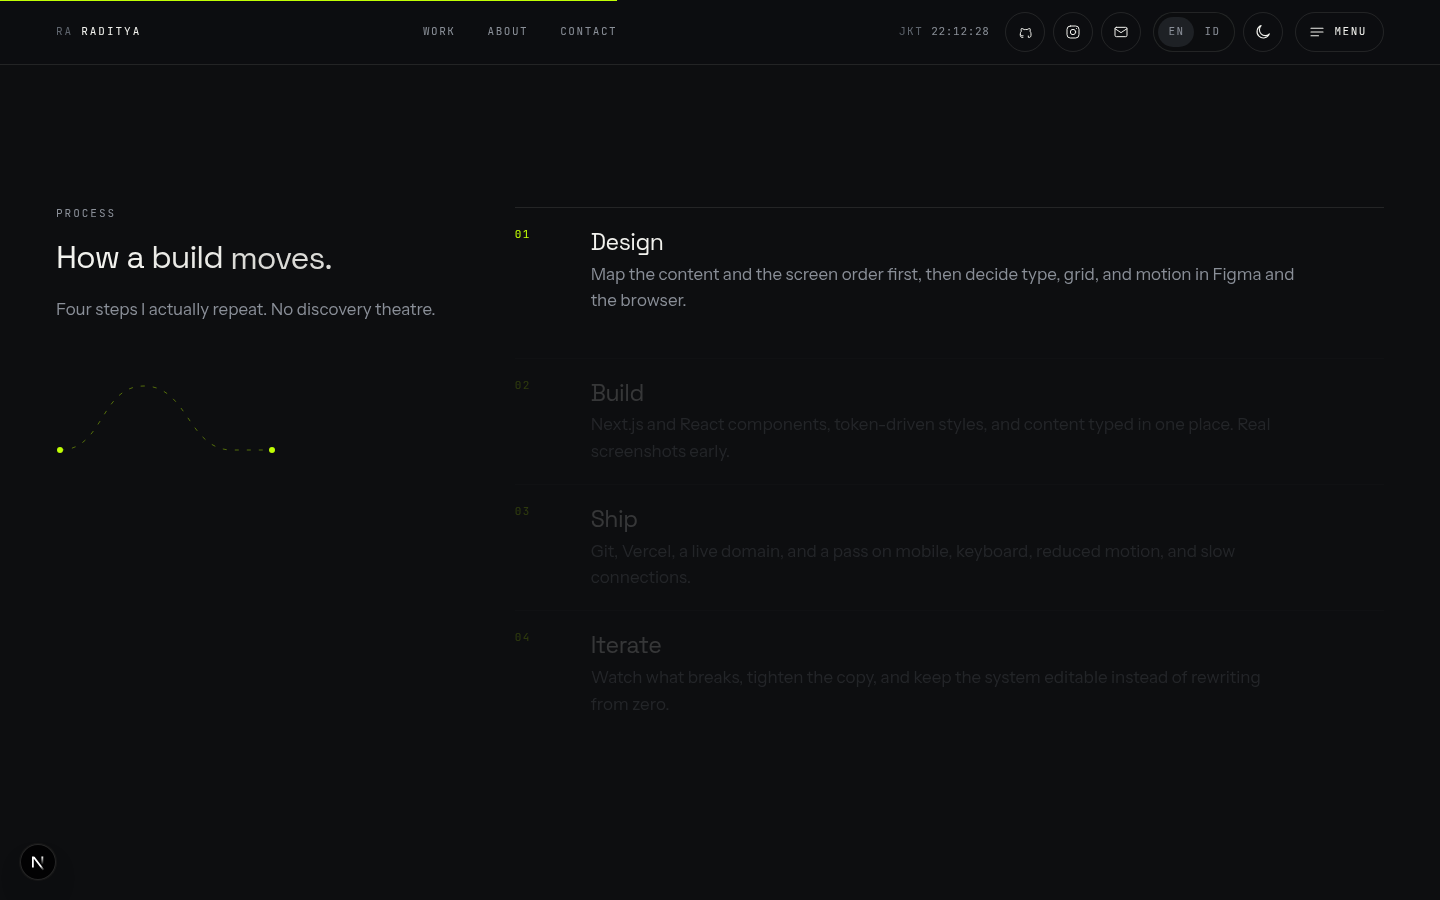 RA RADITYA
WORK ABOUT CONTACT
JKT 22:12:28
EN ID
MENU
PROCESS
How a build moves.
Four steps I actually repeat. No discovery theatre.
01
Design
Map the content and the screen order first, then decide type, grid, and motion in Figma and
the browser.
02
Build
Next.js and React components, token-driven styles, and content typed in one place. Real
screenshots early.
03
Ship
Git, Vercel, a live domain, and a pass on mobile, keyboard, reduced motion, and slow
connections.
04
Iterate
Watch what breaks, tighten the copy, and keep the system editable instead of rewriting
from zero.
N